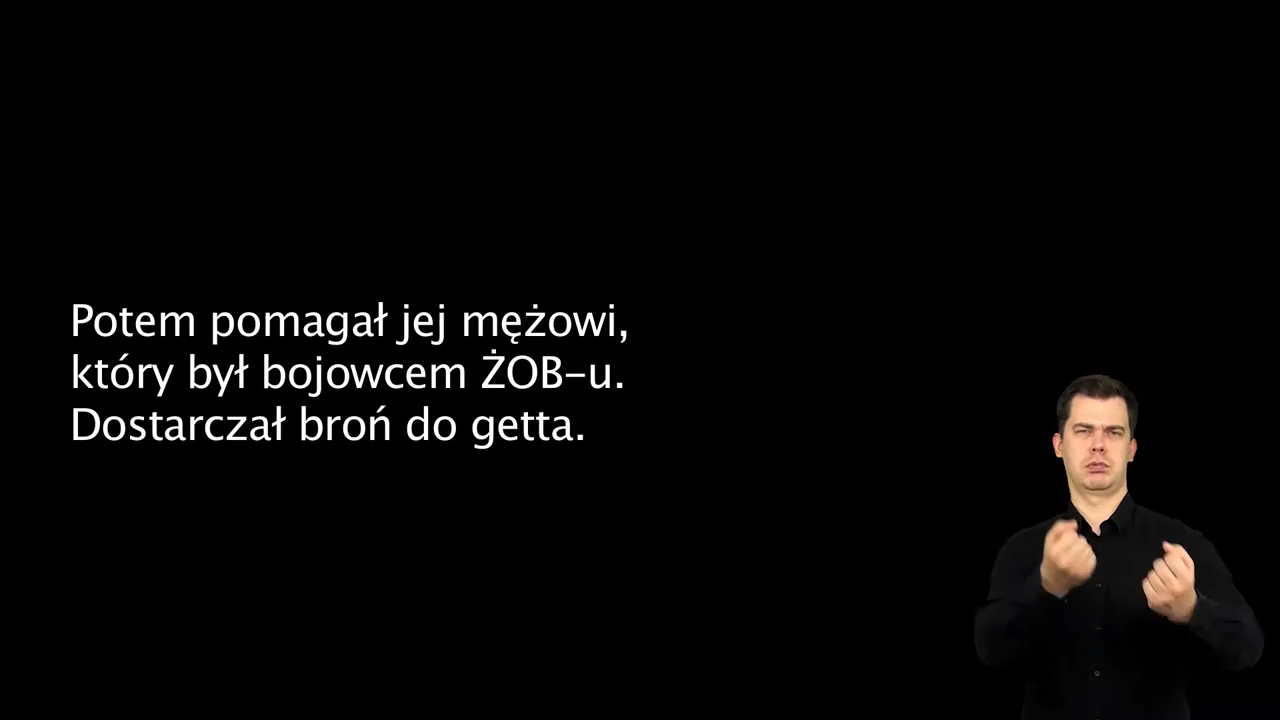 Potem pomagał jej mężowi,
który był bojowcem ŻOB-u.
Dostarczał broń do getta.